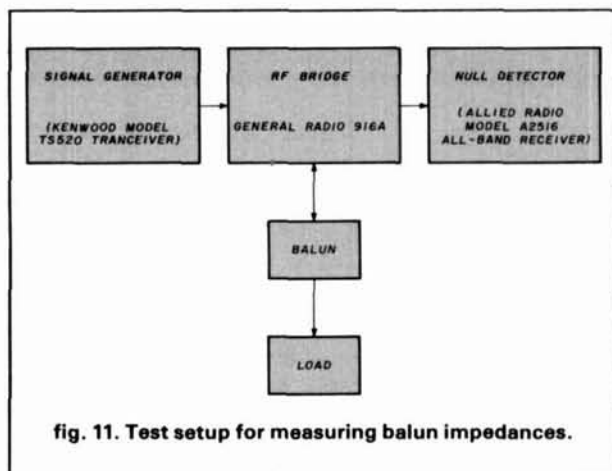 SIGNAL GENERATOR
(KENWOOD MODEL
TS520 TRANCEIVER)
RF BRIDGE
GENERAL RADIO 916A
NULL DETECTOR
(ALLIED RADIO
MODEL A2516
ALL-BAND RECEIVER)
BALUN
LOAD
fig. 11. Test setup for measuring balun impedances.